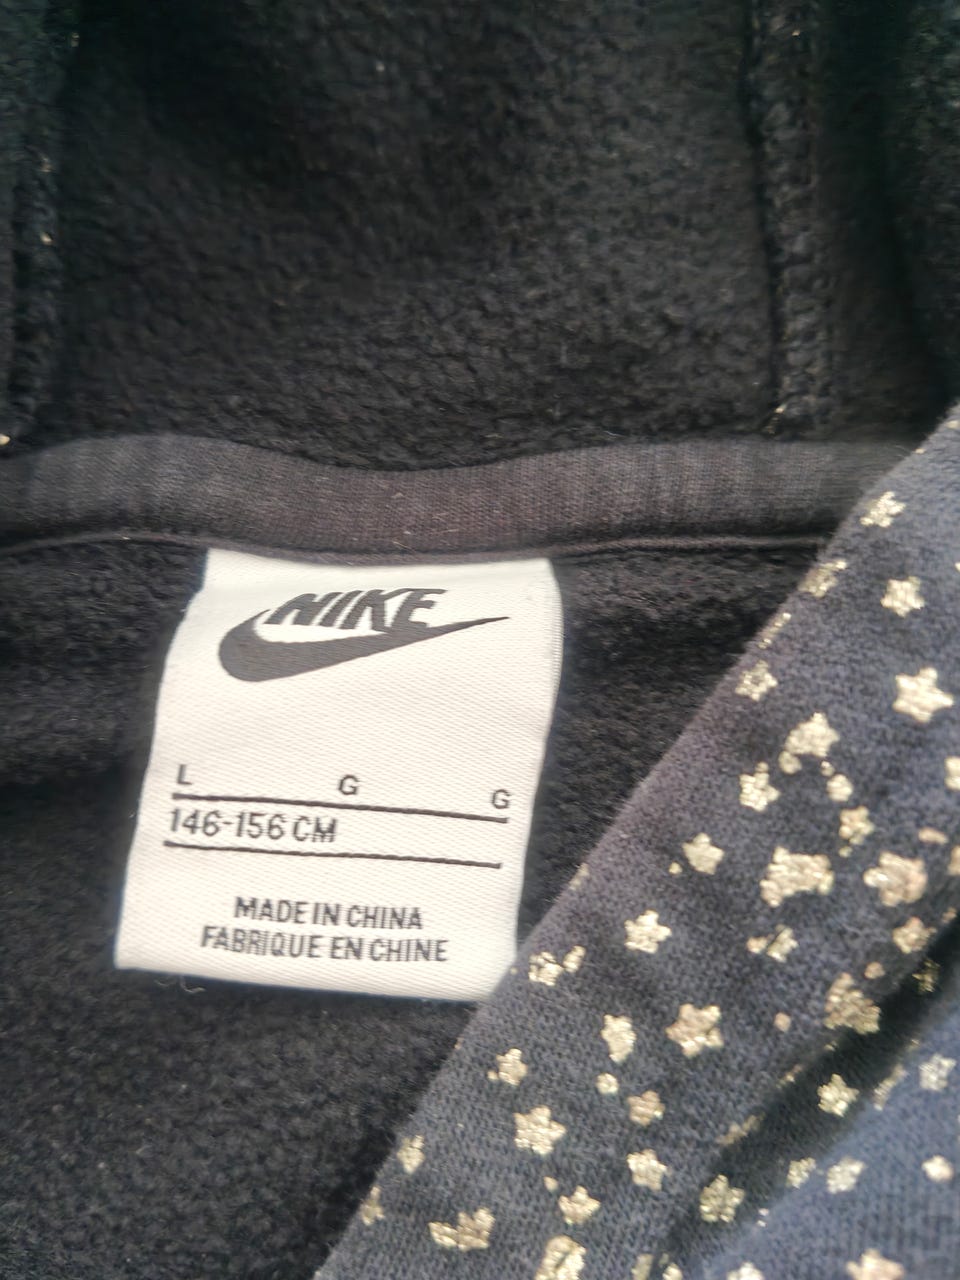 NIKE
L G G
146-156 CM
MADE IN CHINA
FABRIQUE EN CHINE